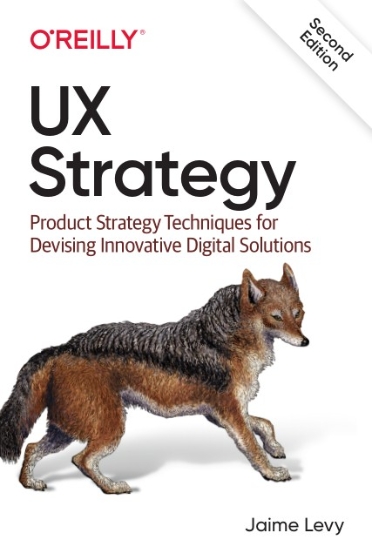 O'REILLY®
Second
Edition
UX
Strategy
Product Strategy Techniques for
Devising Innovative Digital Solutions
Jaime Levy